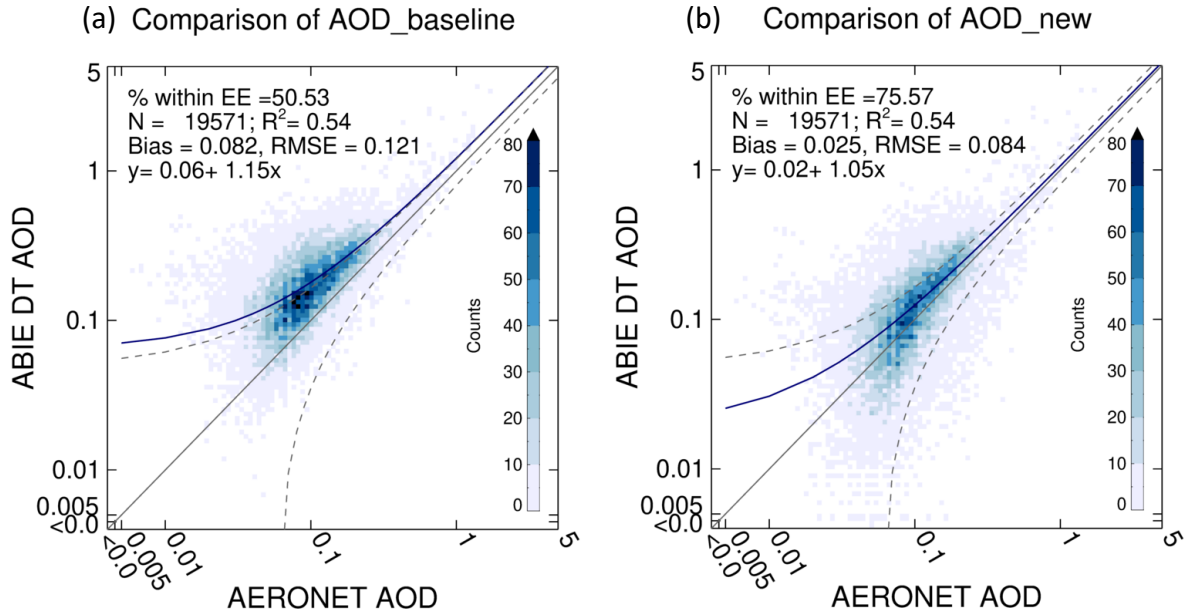 (a) Comparison of AOD_baseline
% within EE =50.53
N = 19571; R²= 0.54
Bias = 0.082, RMSE = 0.121
y= 0.06+ 1.15x
5
1
0.1
0.01
0.005
<0.0
ABIE DT AOD
80
70
60
50
40
30
20
10
0
Counts
<0.0
0.005
0.01
0.1
1
5
AERONET AOD
(b) Comparison of AOD_new
% within EE =75.57
N = 19571; R²= 0.54
Bias = 0.025, RMSE = 0.084
y= 0.02+ 1.05x
5
1
0.1
0.01
0.005
<0.0
ABIE DT AOD
80
70
60
50
40
30
20
10
0
Counts
<0.0
0.005
0.01
0.1
1
5
AERONET AOD